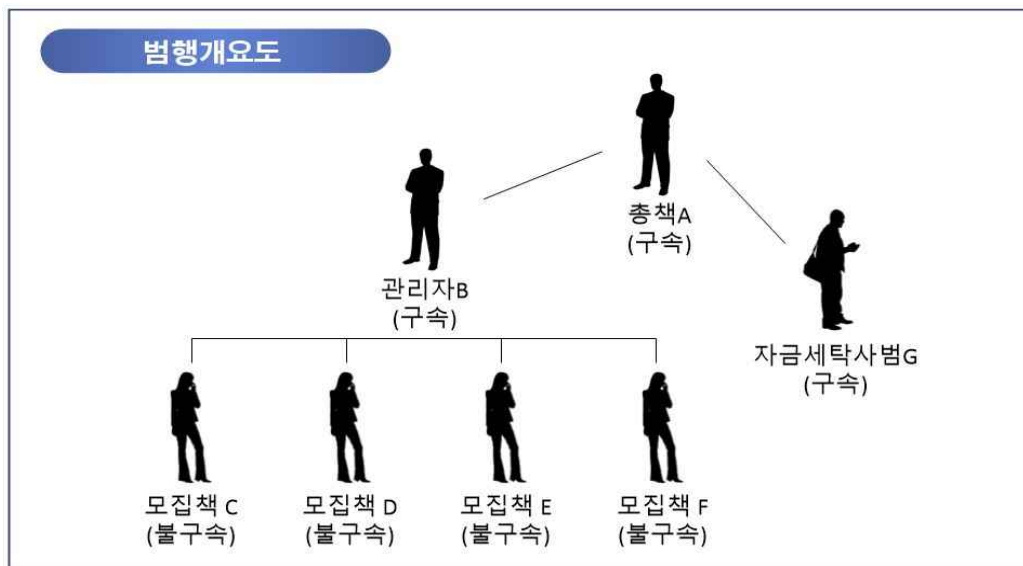 범행개요도
총책A
(구속)
관리자B
(구속)
자금세탁사범G
(구속)
모집책 C
(불구속)
모집책 D
(불구속)
모집책 E
(불구속)
모집책 F
(불구속)